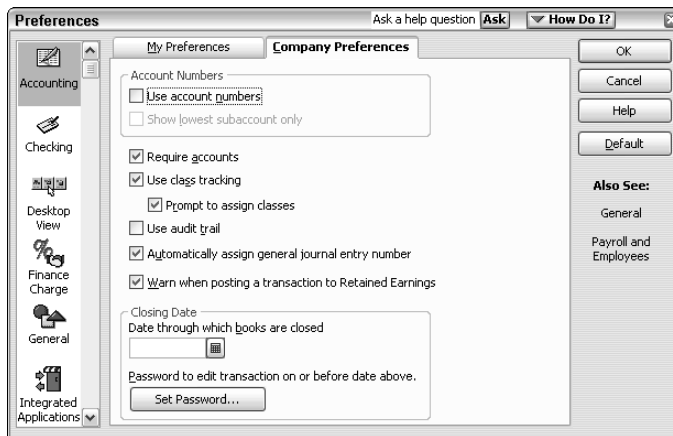 Preferences
Ask a help question Ask
How Do I?
My Preferences
Company Preferences
Accounting
Checking
Desktop
View
Finance
Charge
General
Integrated
Applications
Account Numbers
Use account numbers
Show lowest subaccount only
Require accounts
Use class tracking
Prompt to assign classes
Use audit trail
Automatically assign general journal entry number
Warn when posting a transaction to Retained Earnings
Closing Date
Date through which books are closed
Password to edit transaction on or before date above.
Set Password...
OK
Cancel
Help
Default
Also See:
General
Payroll and
Employees